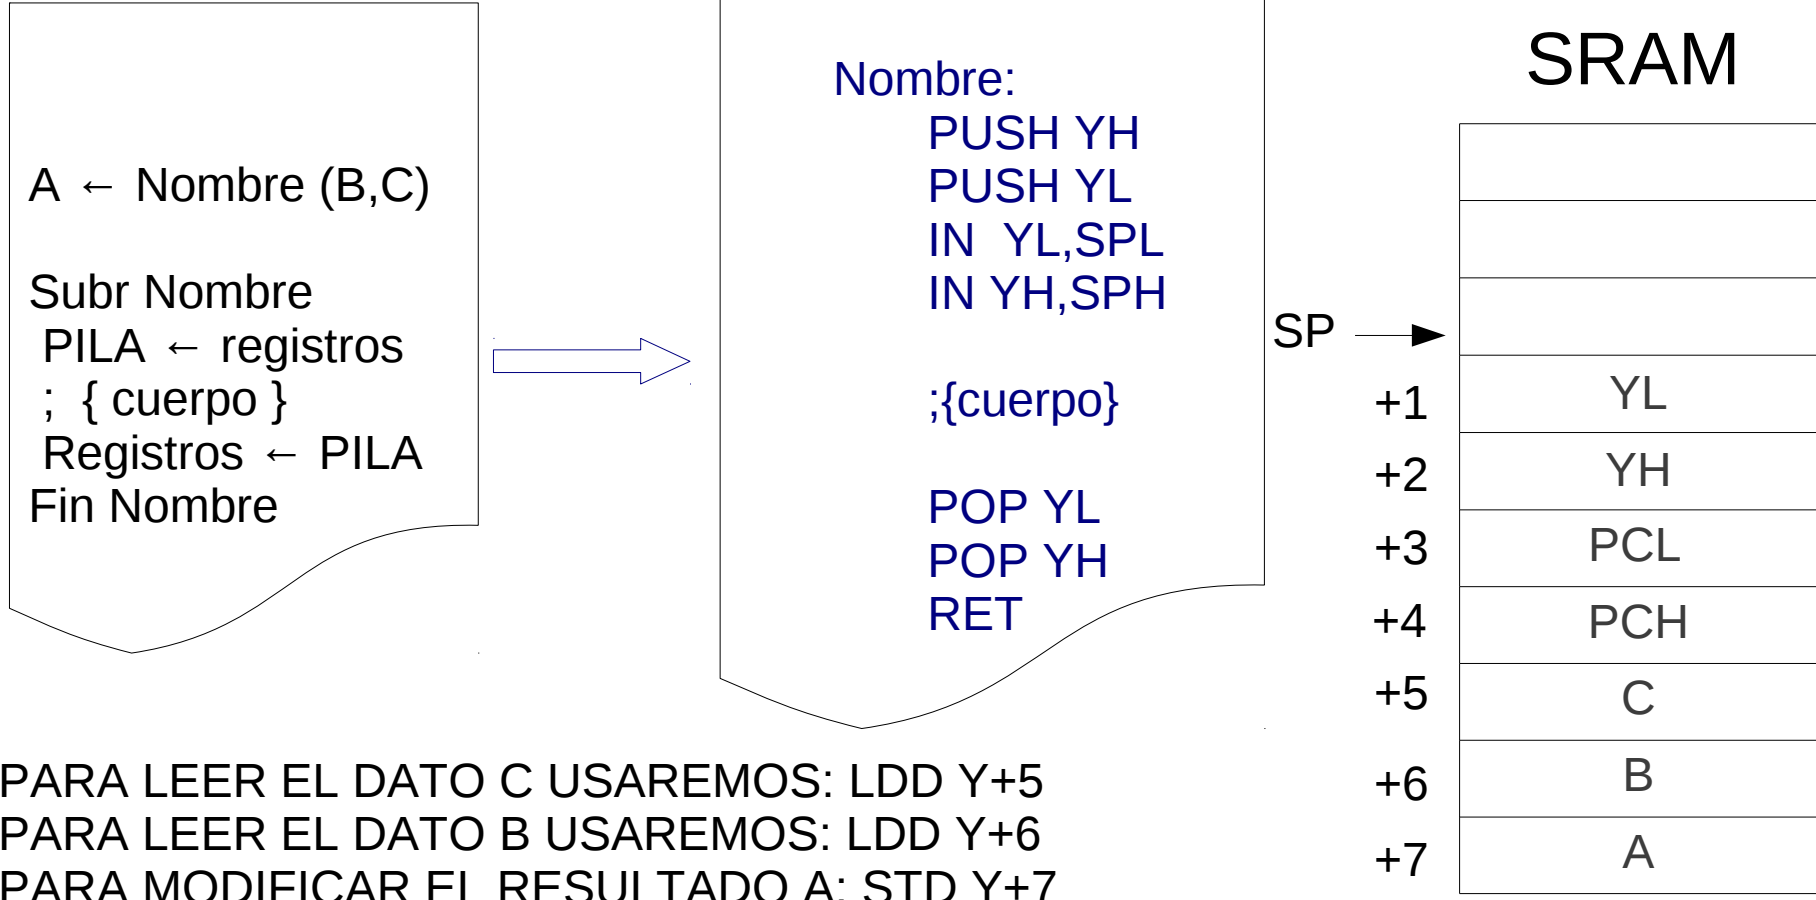 A ← Nombre (B,C)
Subr Nombre
PILA ← registros
; { cuerpo }
Registros ← PILA
Fin Nombre
Nombre:
PUSH YH
PUSH YL
IN YL,SPL
IN YH,SPH
;{cuerpo}
POP YL
POP YH
RET
SRAM
SP
+1 YL
+2 YH
+3 PCL
+4 PCH
+5 C
+6 B
+7 A
PARA LEER EL DATO C USAREMOS: LDD Y+5
PARA LEER EL DATO B USAREMOS: LDD Y+6
PARA MODIFICAR EL RESULTADO A: STD Y+7